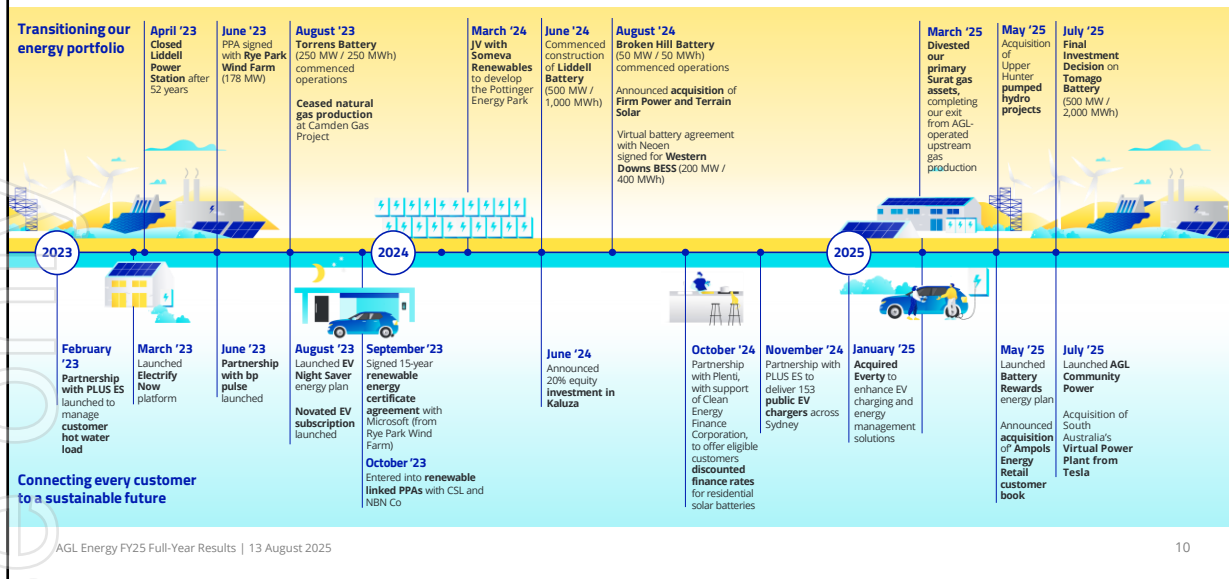 Transitioning our
energy portfolio
April ’23
Closed
Liddell
Power
Station after
52 years
June ’23
PPA signed
with Rye Park
Wind Farm
(178 MW)
August ’23
Torrens Battery
(250 MW / 250 MWh)
commenced
operations
Ceased natural
gas production
at Camden Gas
Project
March ’24
JV with
Someva
Renewables
to develop
the Pottinger
Energy Park
June ’24
Commenced
construction
of Liddell
Battery
(500 MW /
1,000 MWh)
August ’24
Broken Hill Battery
(50 MW / 50 MWh)
commenced operations
Announced acquisition of
Firm Power and Terrain
Solar
Virtual battery agreement
with Neoen
signed for Western
Downs BESS (200 MW /
400 MWh)
March ’25
Divested
our
primary
Surat gas
assets,
completing
our exit
from AGL-
operated
upstream
gas
production
May ’25
Acquisition
of
Upper
Hunter
pumped
hydro
projects
July ’25
Final
Investment
Decision on
Tomago
Battery
(500 MW /
2,000 MWh)
2023
2024
2025
February
’23
Partnership
with PLUS ES
launched to
manage
customer
hot water
load
March ’23
Launched
Electrify
Now
platform
June ’23
Partnership
with bp
pulse
launched
August ’23
Launched EV
Night Saver
energy plan
Novated EV
subscription
launched
September’23
Signed 15-year
renewable
energy
certificate
agreement with
Microsoft (from
Rye Park Wind
Farm)
October ’23
Entered into renewable
linked PPAs with CSL and
NBN Co
June ’24
Announced
20% equity
investment in
Kaluza
October ’24
Partnership
with Plenti,
with support
of Clean
Energy
Finance
Corporation,
to offer eligible
customers
discounted
finance rates
for residential
solar batteries
November ’24
Partnership with
PLUS ES to
deliver 153
public EV
chargers across
Sydney
January ’25
Acquired
Everty to
enhance EV
charging and
energy
management
solutions
May ’25
Launched
Battery
Rewards
energy plan
Announced
acquisition
of’ Ampols
Energy
Retail
customer
book
July ’25
Launched AGL
Community
Power
Acquisition of
South
Australia’s
Virtual Power
Plant from
Tesla
Connecting every customer
to a sustainable future
AGL Energy FY25 Full-Year Results | 13 August 2025
10